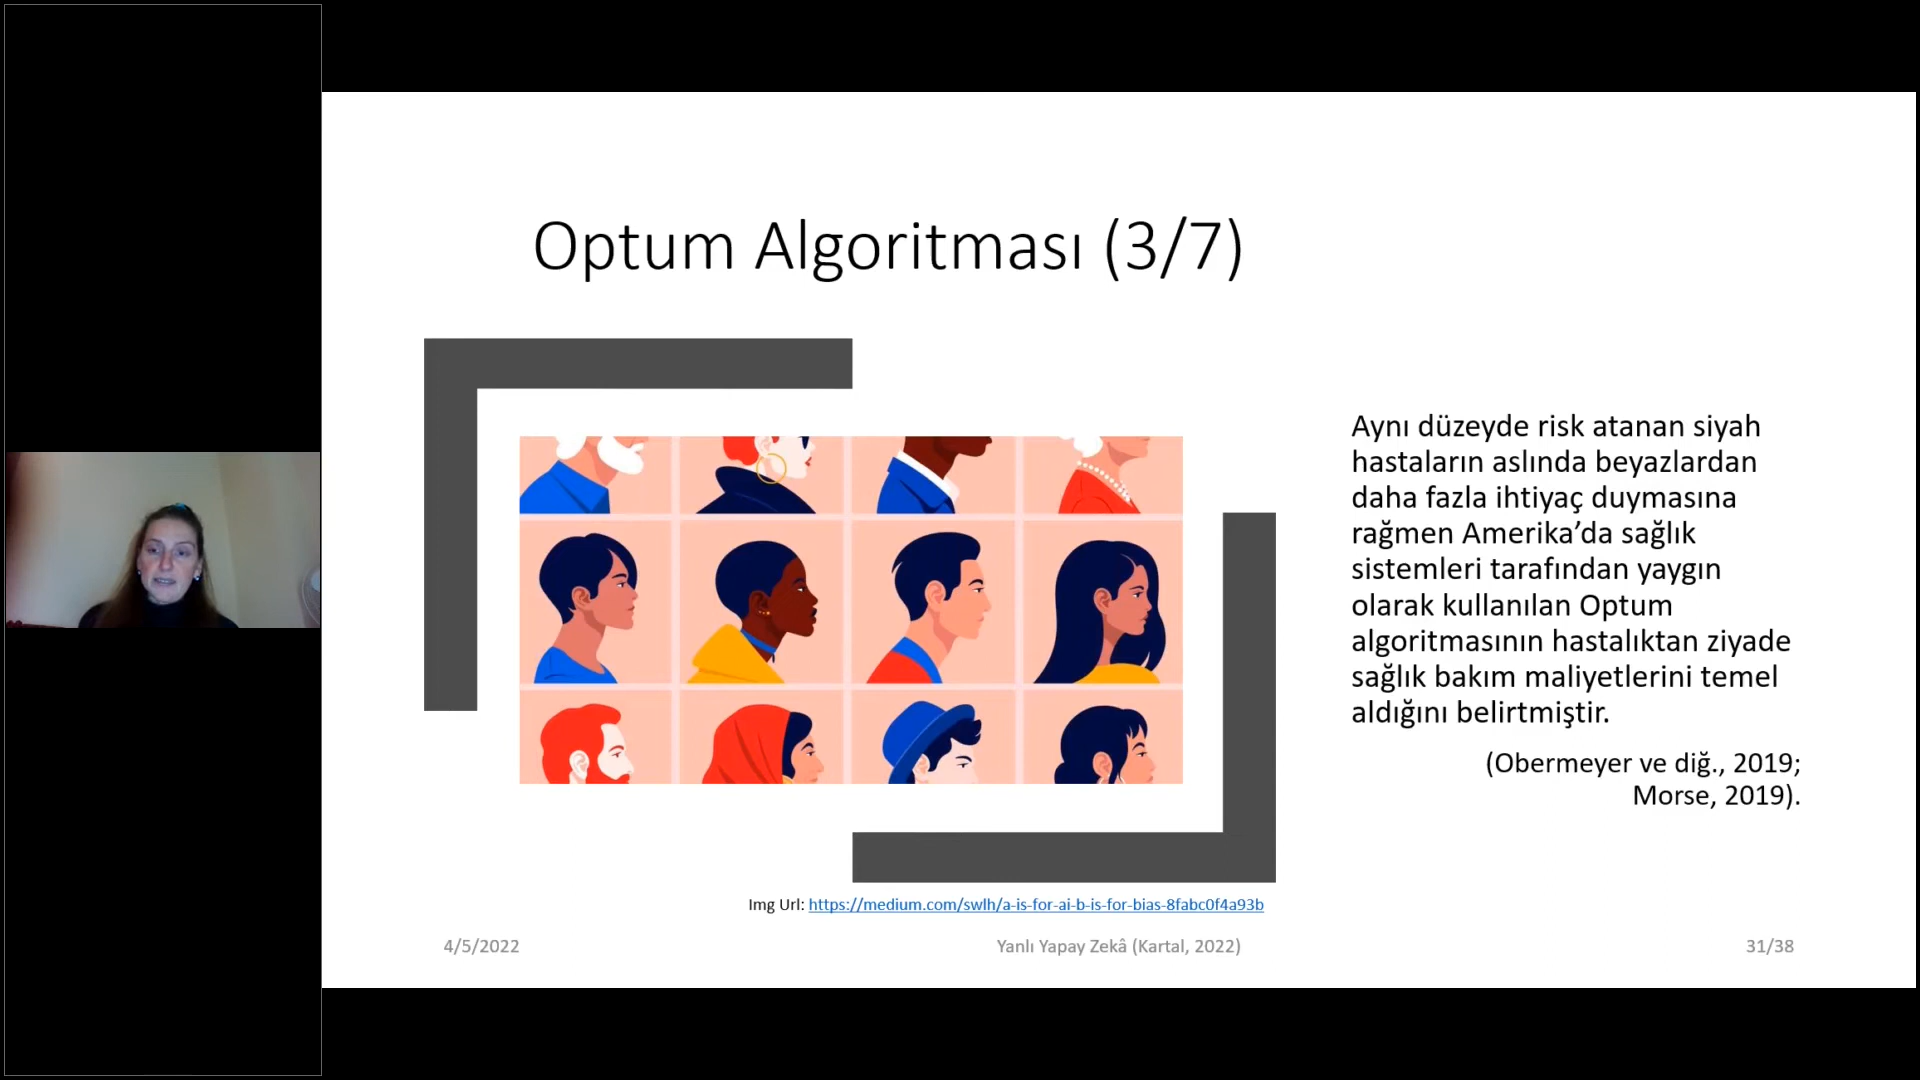 Optum Algoritması (3/7)
Aynı düzeyde risk atanan siyah
hastaların aslında beyazlardan
daha fazla ihtiyaç duymasına
rağmen Amerika’da sağlık
sistemleri tarafından yaygın
olarak kullanılan Optum
algoritmasının hastalıktan ziyade
sağlık bakım maliyetlerini temel
aldığını belirtmiştir.
(Obermeyer ve diğ., 2019;
Morse, 2019).
Img Url: https://medium.com/swlh/a-is-for-ai-b-is-for-bias-8fabc0f4a93b
4/5/2022
Yanlı Yapay Zekâ (Kartal, 2022)
31/38